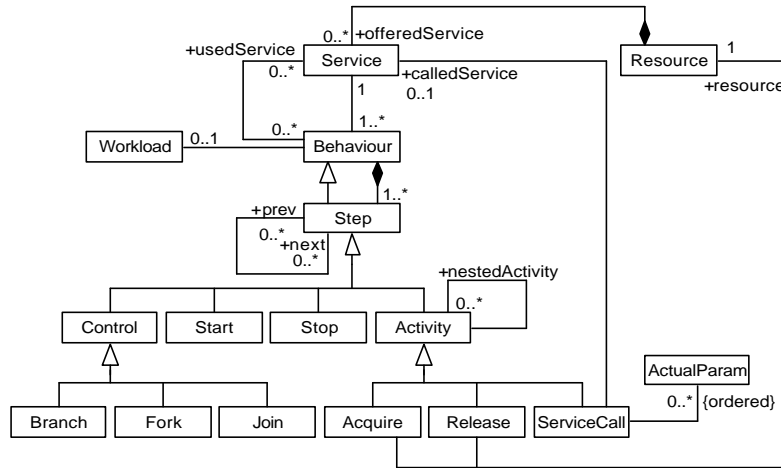 0..*
+offeredService
+usedService
0..*
Service
+calledService
0..1
Resource
1
+resource
1
1..*
0..*
Workload
0..1
Behaviour
1..*
+prev
Step
0..*
+next
0..*
+nestedActivity
0..*
Control
Start
Stop
Activity
ActualParam
0..*
{ordered}
Branch
Fork
Join
Acquire
Release
ServiceCall